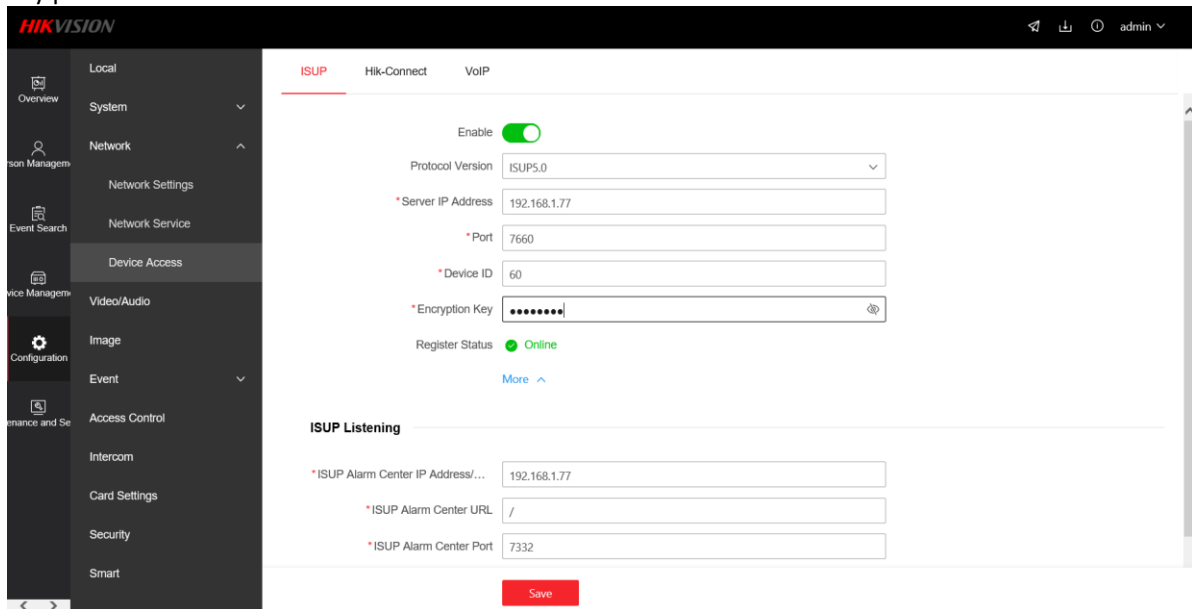 HIKVISION
admin
Overview
rson Managem
Event Search
vice Managem
Configuration
enance and Se
Local
System
Network
Network Settings
Network Service
Device Access
Video/Audio
Image
Event
Access Control
Intercom
Card Settings
Security
Smart
ISUP Hik-Connect VoIP
Enable
Protocol Version ISUP5.0
*Server IP Address 192.168.1.77
*Port 7660
*Device ID 60
*Encryption Key ••••••••
Register Status Online
More
ISUP Listening
*ISUP Alarm Center IP Address/... 192.168.1.77
*ISUP Alarm Center URL /
*ISUP Alarm Center Port 7332
Save